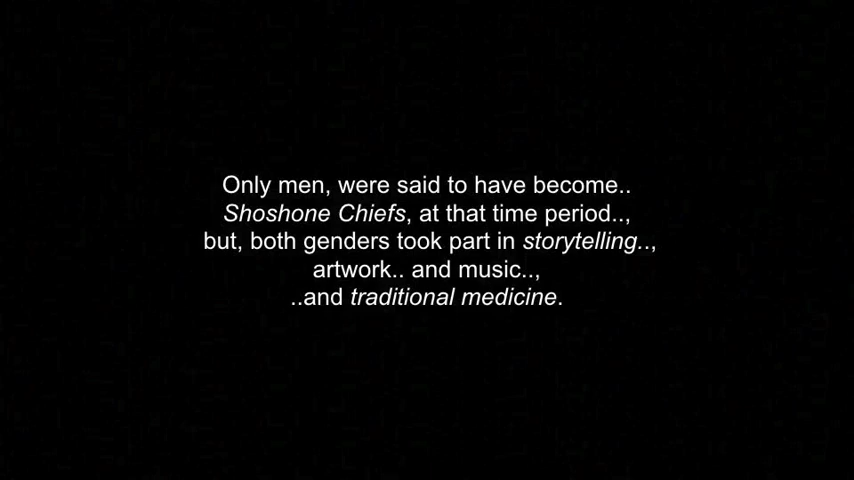 Only men, were said to have become..
Shoshone Chiefs, at that time period..,
but, both genders took part in storytelling..,
artwork.. and music..,
..and traditional medicine.